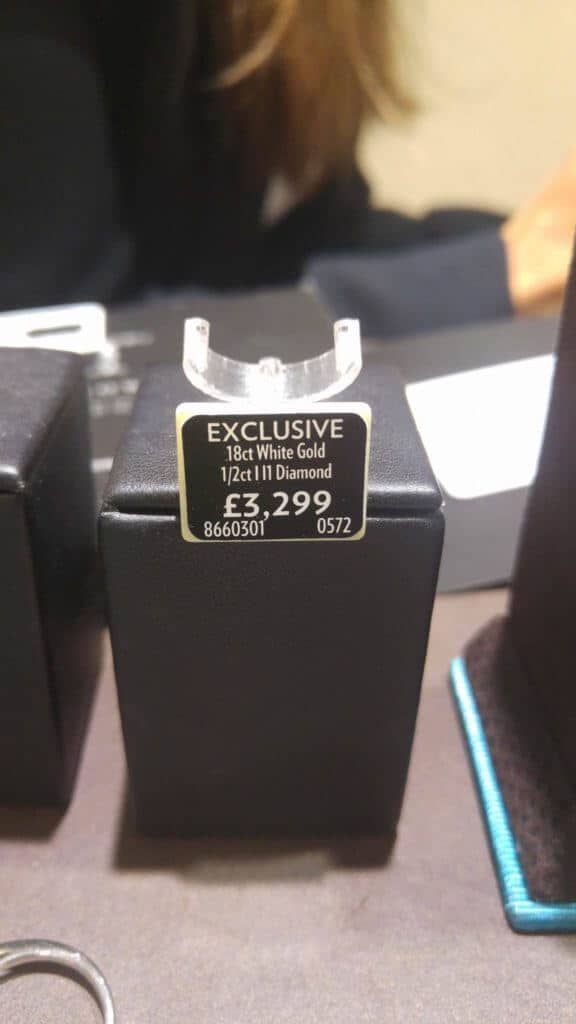 EXCLUSIVE
18ct White Gold
1/2ct I I1 Diamond
£3,299
8660301 0572